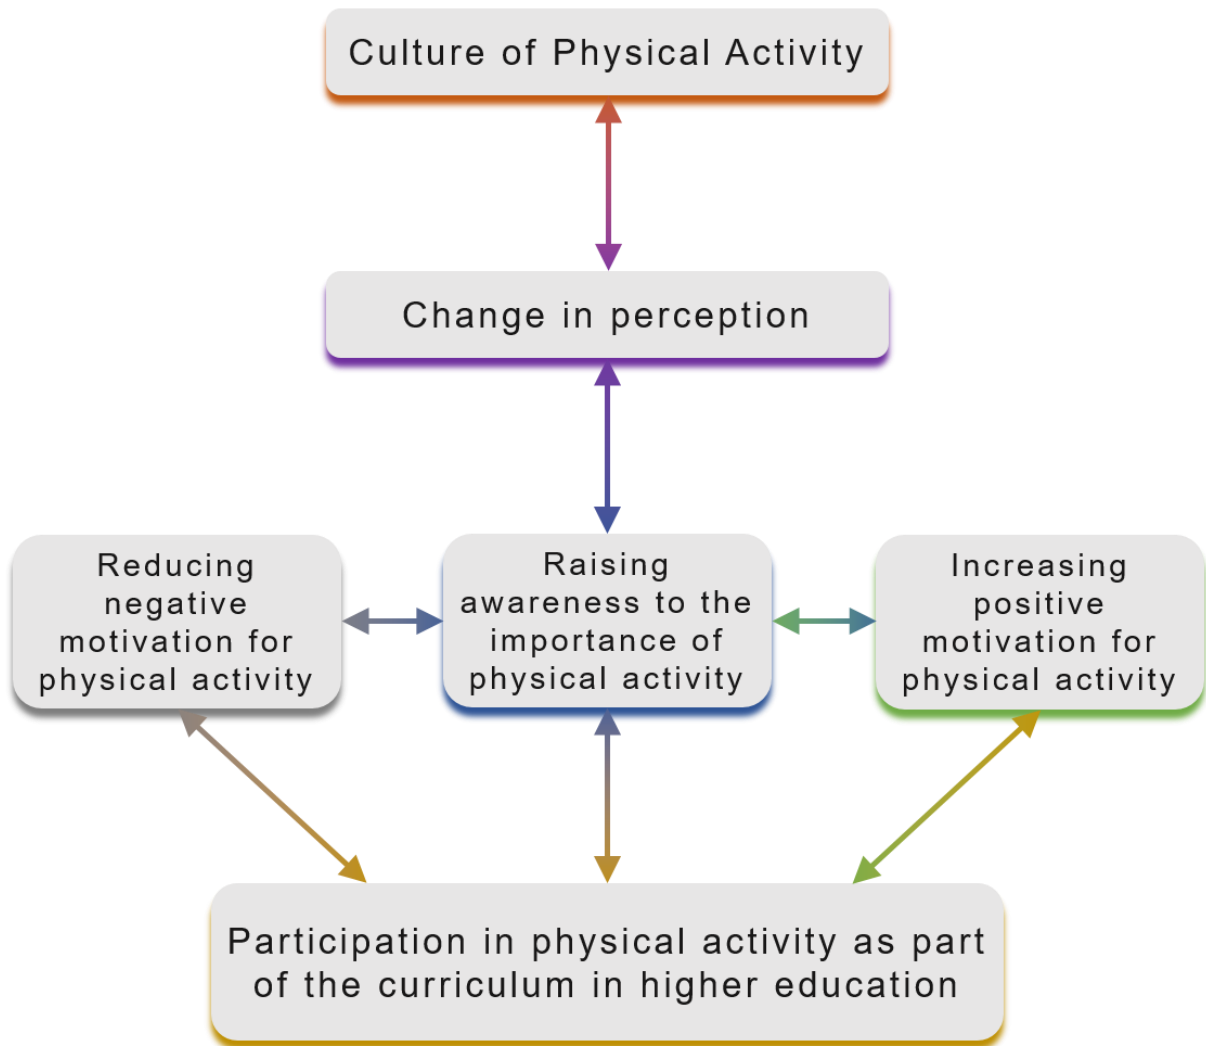 Culture of Physical Activity
Change in perception
Reducing
negative
motivation for
physical activity
Raising
awareness to the
importance of
physical activity
Increasing
positive
motivation for
physical activity
Participation in physical activity as part
of the curriculum in higher education